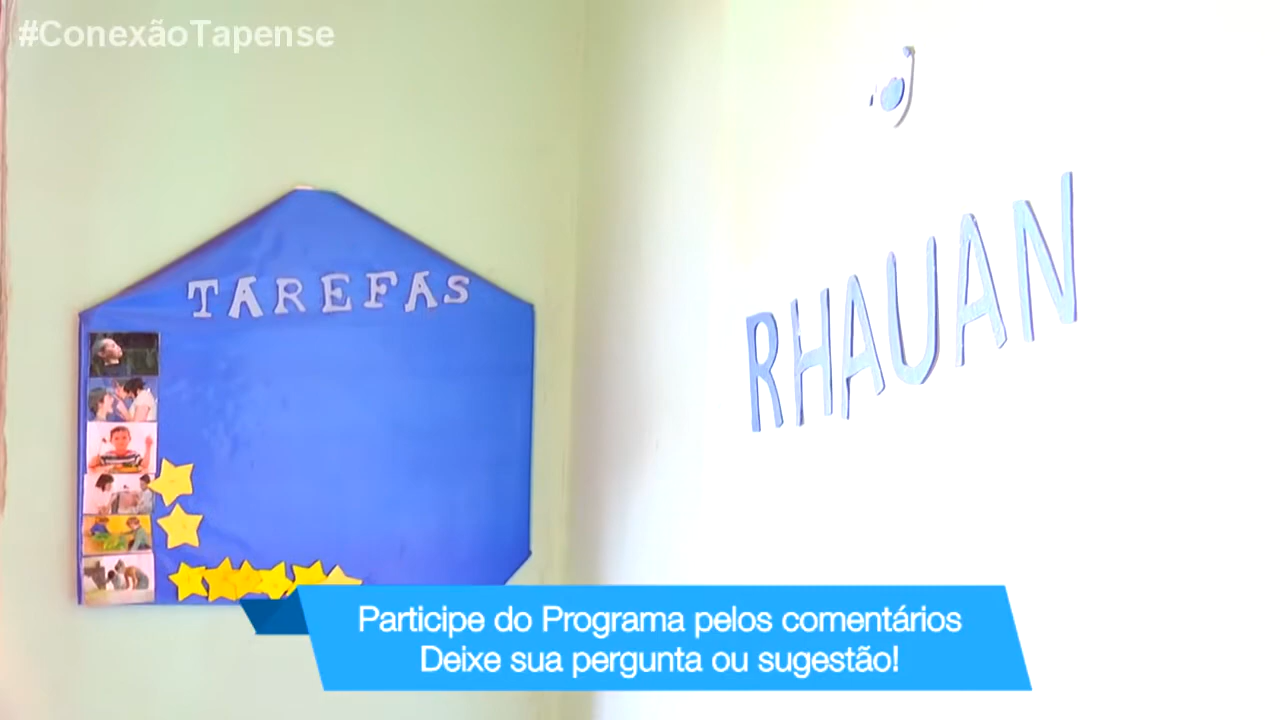 #ConexãoTapense
TAREFAS
RHAUAN
Participe do Programa pelos comentários
Deixe sua pergunta ou sugestão!